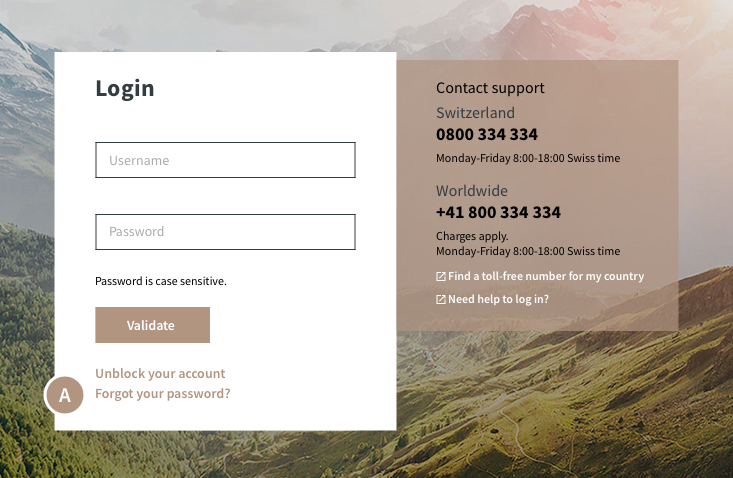 Login
Username
Password
Password is case sensitive.
Validate
Unblock your account
Forgot your password?
A
Contact support
Switzerland
0800 334 334
Monday-Friday 8:00-18:00 Swiss time
Worldwide
+41 800 334 334
Charges apply.
Monday-Friday 8:00-18:00 Swiss time
Find a toll-free number for my country
Need help to log in?